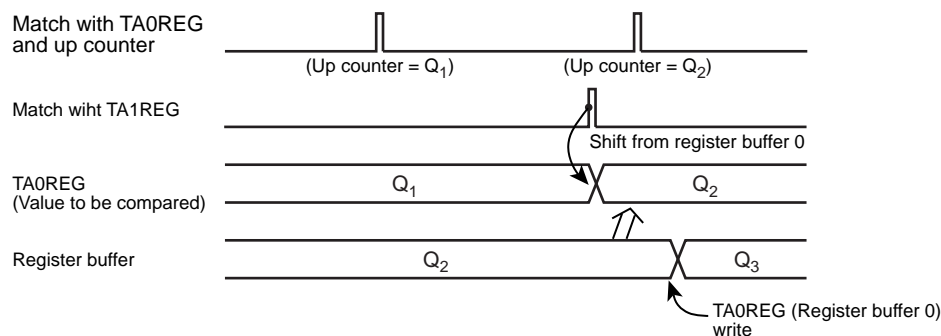 Match with TA0REG
and up counter
(Up counter = Q1)
(Up counter = Q2)
Match wiht TA1REG
Shift from register buffer 0
TA0REG
(Value to be compared)
Q1
Q2
Register buffer
Q2
Q3
TA0REG (Register buffer 0)
write